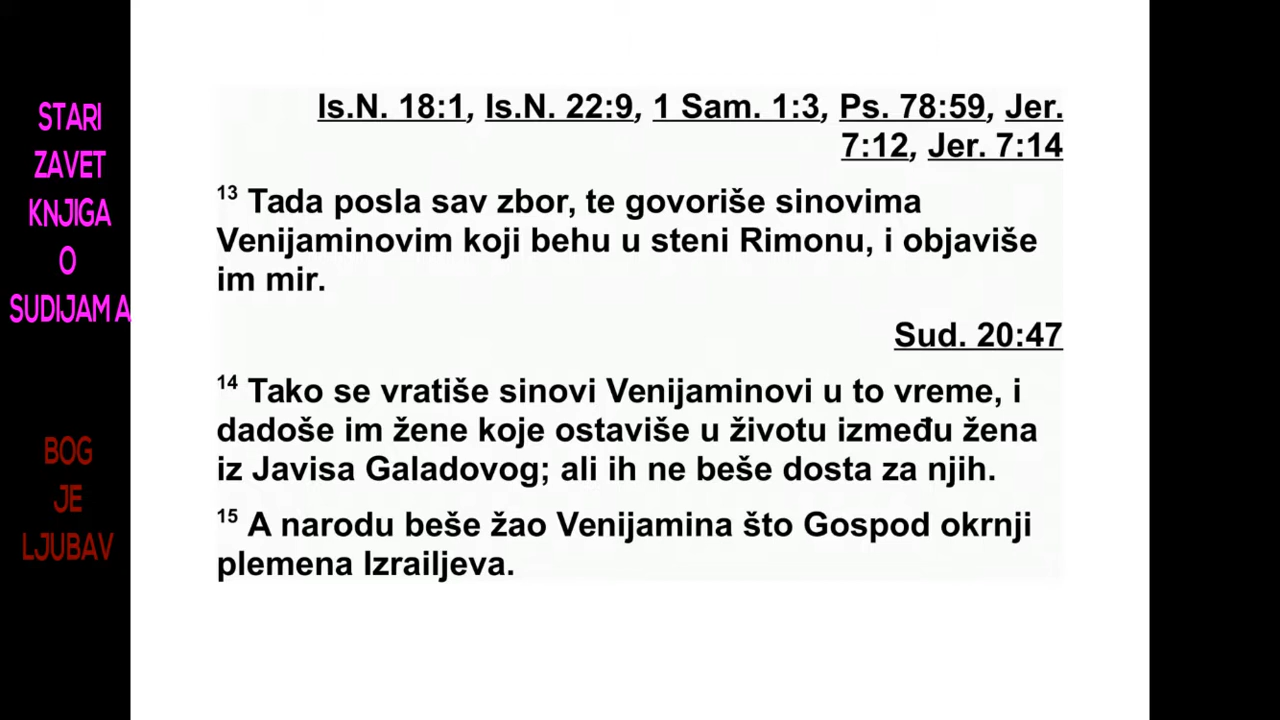 STARI
ZAVET
KNJIGA
O
SUDIJAMA
BOG
JE
LJUBAV
Is.N. 18:1, Is.N. 22:9, 1 Sam. 1:3, Ps. 78:59, Jer.
7:12, Jer. 7:14
13 Tada posla sav zbor, te govoriše sinovima
Venijaminovim koji behu u steni Rimonu, i objaviše
im mir.
Sud. 20:47
14 Tako se vratiše sinovi Venijaminovi u to vreme, i
dadoše im žene koje ostaviše u životu između žena
iz Javisa Galadovog; ali ih ne beše dosta za njih.
15 A narodu beše žao Venijamina što Gospod okrnji
plemena Izrailjeva.